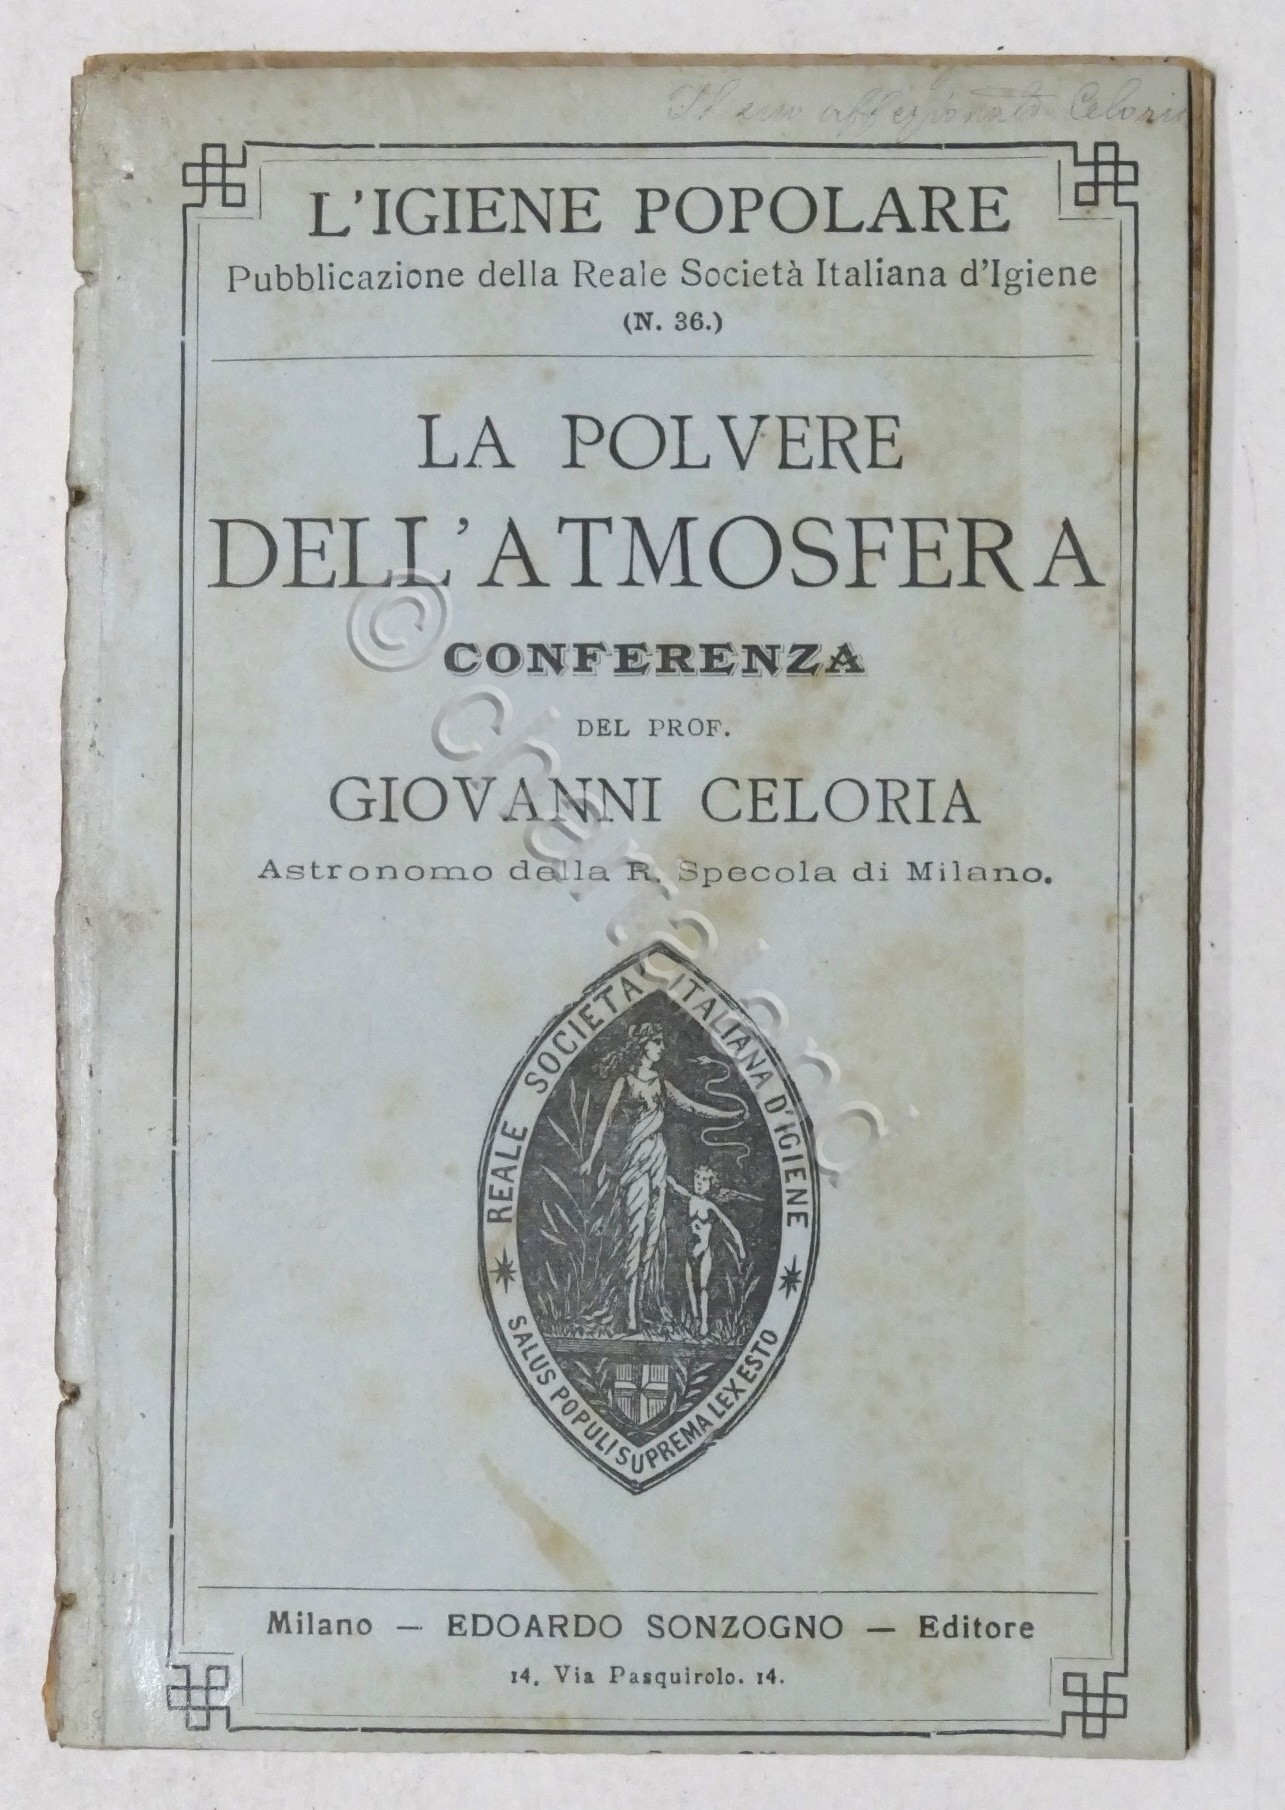 Il suo affezionato Celoria
L'IGIENE POPOLARE
Pubblicazione della Reale Società Italiana d'Igiene
(N. 36.)
LA POLVERE
DELL'ATMOSFERA
CONFERENZA
DEL PROF.
GIOVANNI CELORIA
Astronomo della R. Specola di Milano.
REALE SOCIETA' ITALIANA D'IGIENE
SALUS POPULI SUPREMA LEX ESTO
Milano — EDOARDO SONZOGNO — Editore
14. Via Pasquirolo. 14.